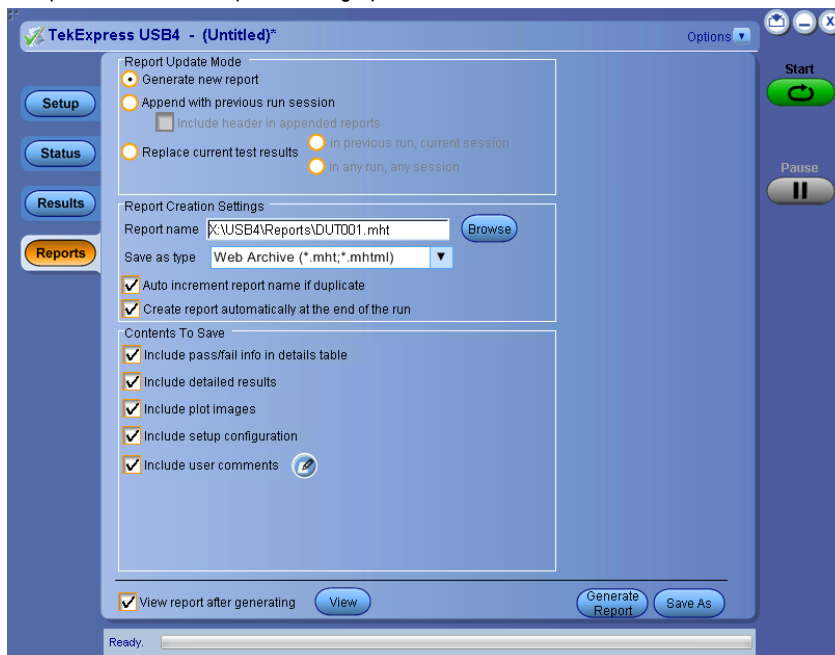 TekExpress USB4 - (Untitled)*
Options
Start
Pause
Setup
Status
Results
Reports
Report Update Mode
Generate new report
Append with previous run session
Include header in appended reports
Replace current test results
In previous run, current session
In any run, any session
Report Creation Settings
Report name X:\USB4\Reports\DUT001.mht Browse
Save as type Web Archive (*.mht;*.mhtml)
Auto increment report name if duplicate
Create report automatically at the end of the run
Contents To Save
Include pass/fail info in details table
Include detailed results
Include plot images
Include setup configuration
Include user comments
View report after generating View
Generate Report
Save As
Ready.